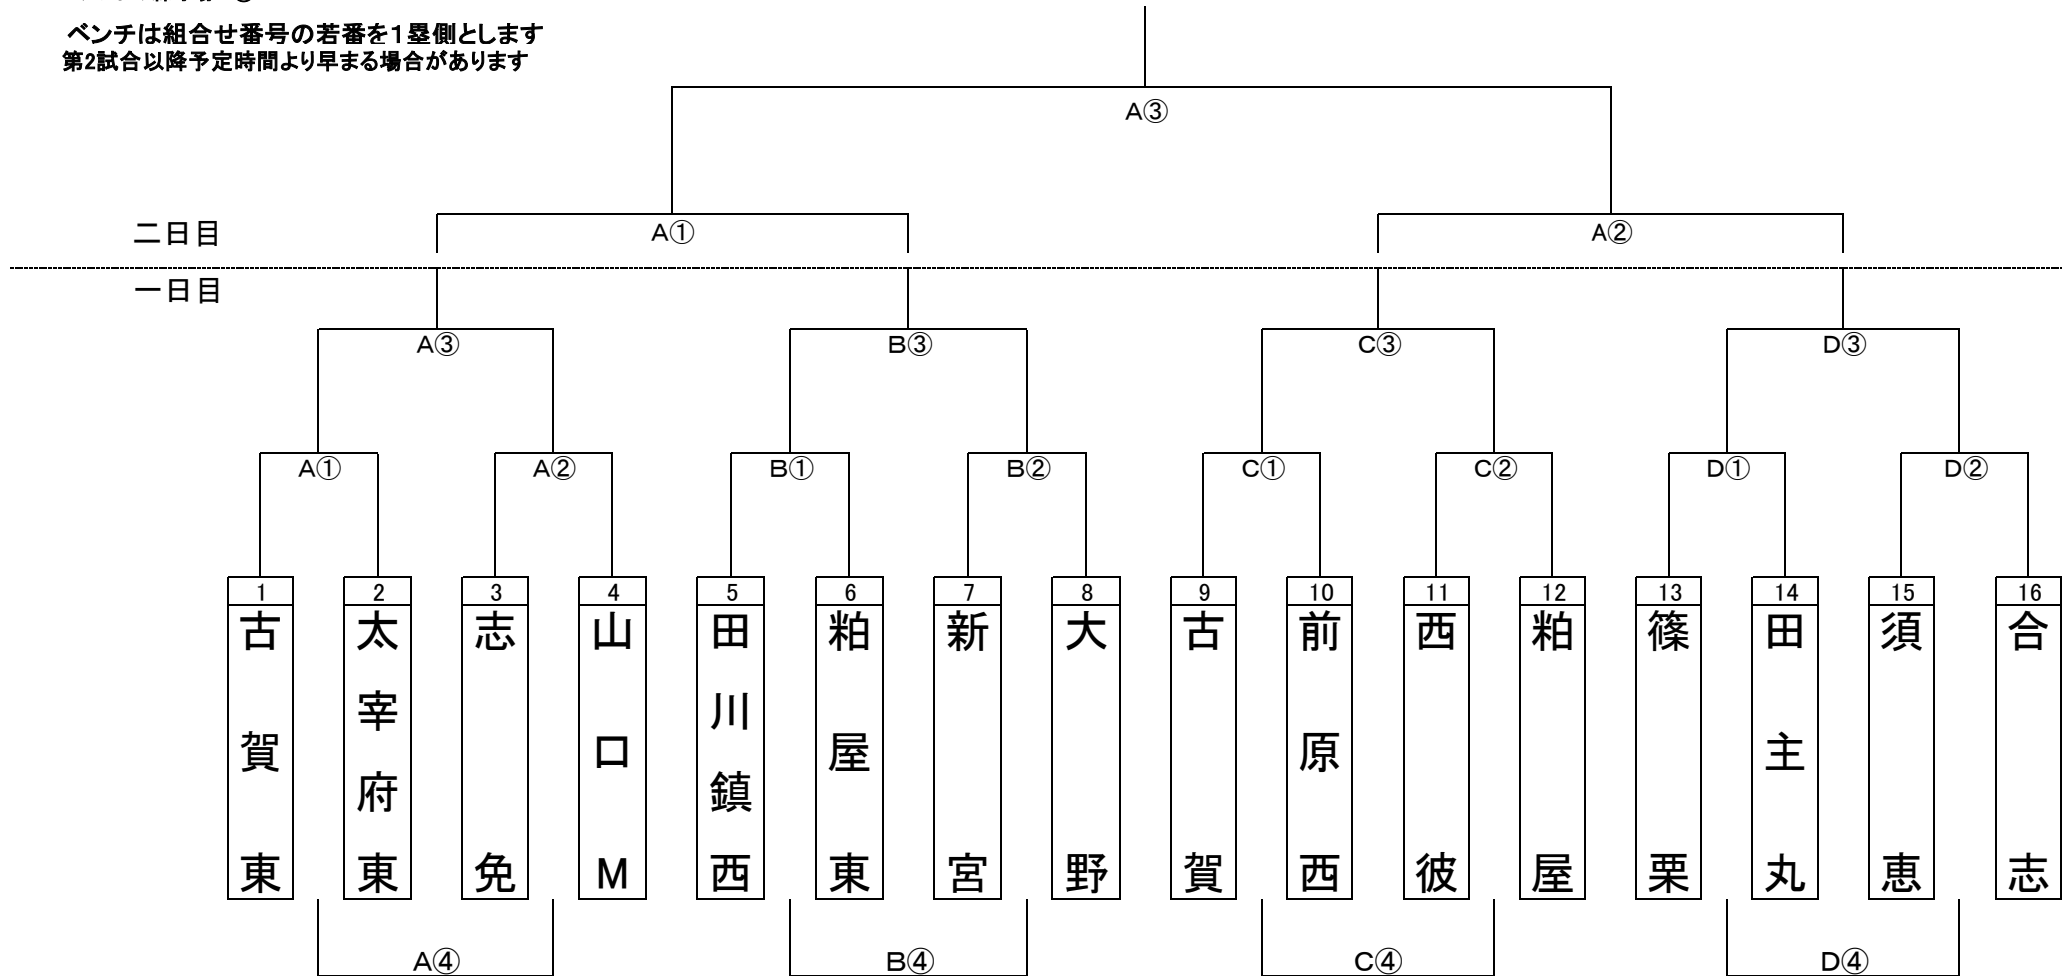 ベンチは組合せ番号の若番を1塁側とします
第2試合以降予定時間より早まる場合があります
A③
二日目
A① A②
一日目
A③ B③ C③ D③
A① A② B① B② C① C② D① D②
1 2 3 4 5 6 7 8 9 10 11 12 13 14 15 16
古賀東
太宰府東
志免
山口M
田川鎮西
粕屋東
新宮
大野
古賀
前原西
西彼
粕屋
篠栗
田主丸
須恵
合志
A④ B④ C④ D④